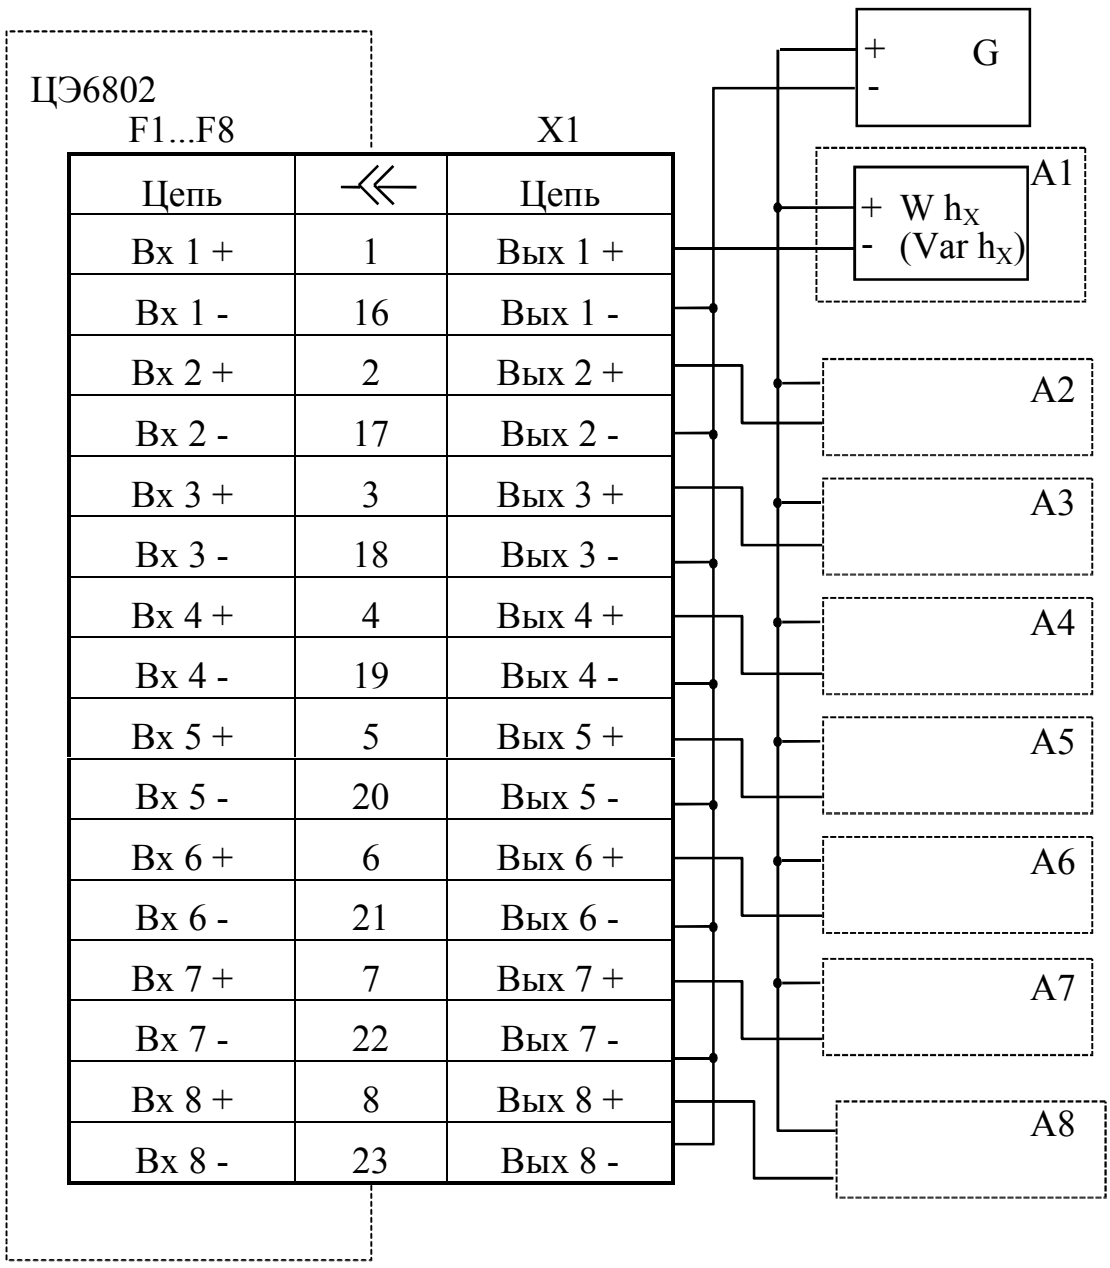 ЦЭ6802
F1...F8 X1
Цепь Цепь
Вх 1 + 1 Вых 1 +
Вх 1 - 16 Вых 1 -
Вх 2 + 2 Вых 2 +
Вх 2 - 17 Вых 2 -
Вх 3 + 3 Вых 3 +
Вх 3 - 18 Вых 3 -
Вх 4 + 4 Вых 4 +
Вх 4 - 19 Вых 4 -
Вх 5 + 5 Вых 5 +
Вх 5 - 20 Вых 5 -
Вх 6 + 6 Вых 6 +
Вх 6 - 21 Вых 6 -
Вх 7 + 7 Вых 7 +
Вх 7 - 22 Вых 7 -
Вх 8 + 8 Вых 8 +
Вх 8 - 23 Вых 8 -
+ G
-
A1
+ W hX
- (Var hX)
A2
A3
A4
A5
A6
A7
A8